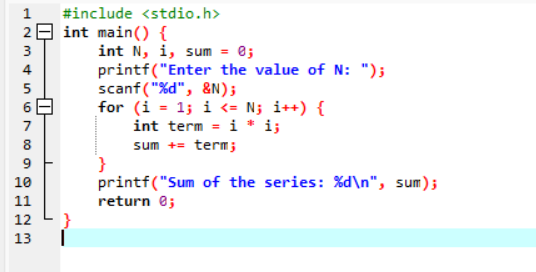 1 #include <stdio.h>
2 int main() {
3 int N, i, sum = 0;
4 printf("Enter the value of N: ");
5 scanf("%d", &N);
6 for (i = 1; i <= N; i++) {
7 int term = i * i;
8 sum += term;
9 }
10 printf("Sum of the series: %d\n", sum);
11 return 0;
12 }
13